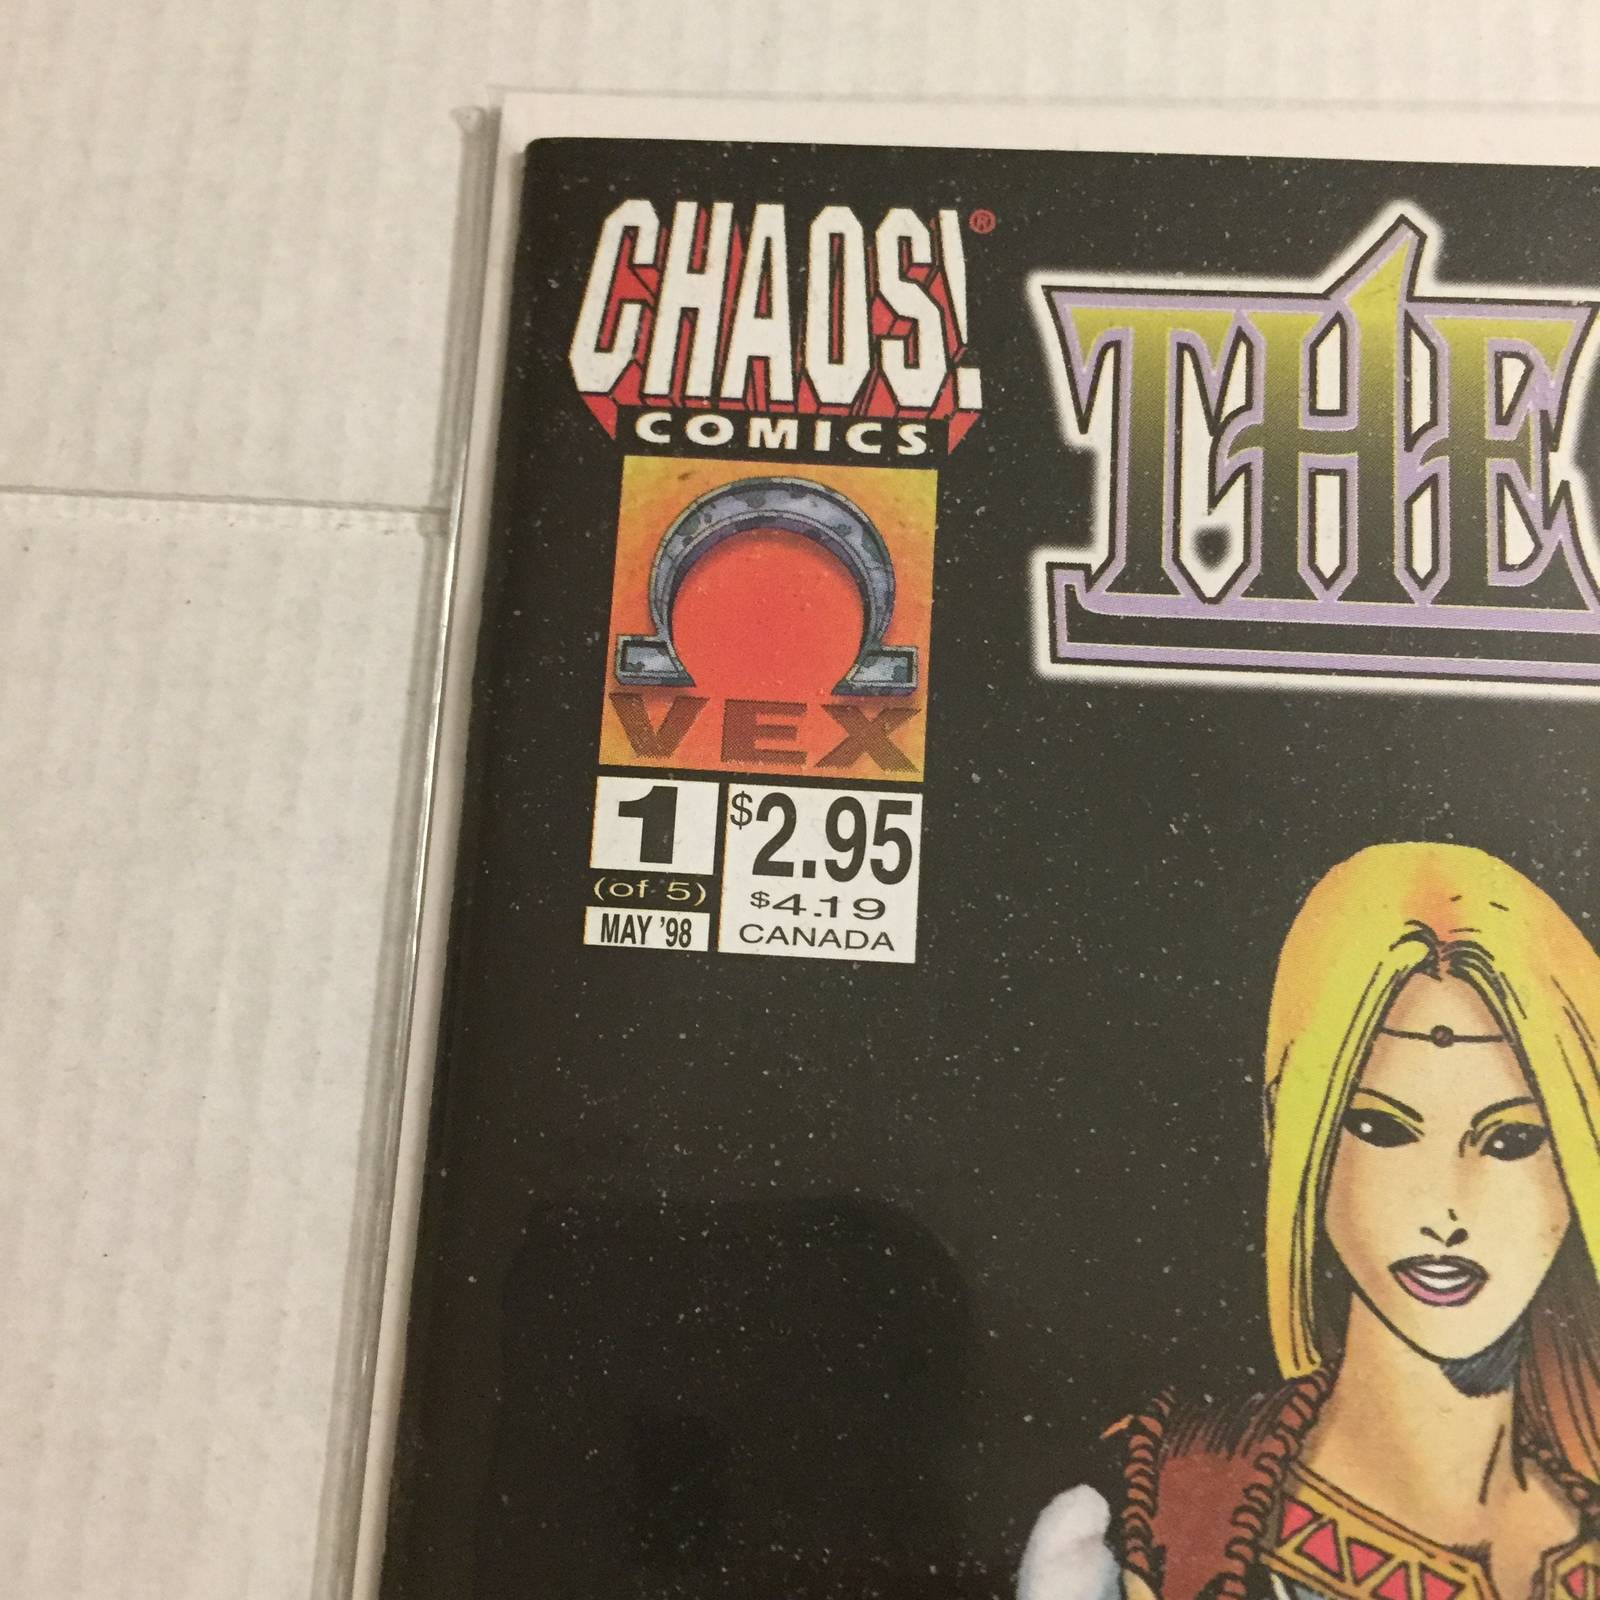 CHAOS!®
COMICS
THE
VEX
1
(of 5)
MAY '98
$2.95
$4.19
CANADA